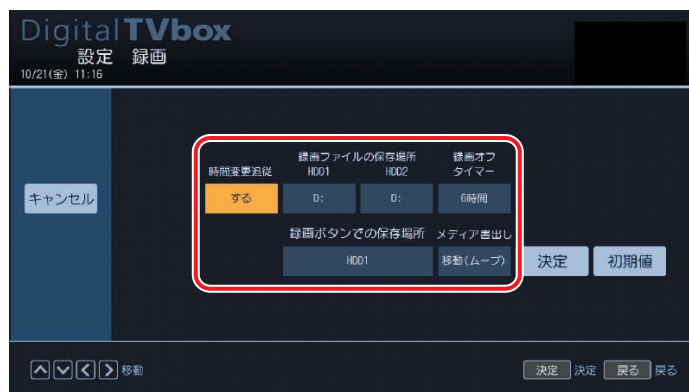 DigitalTVbox
設定 録画
10/21(金) 11:16
録画ファイルの保存場所 録画オフ
時間変更追従 HDD1 HDD2 タイマー
キャンセル する D: D: 6時間
録画ボタンでの保存場所 メディア書出し
HDD1 移動(ムーブ) 決定 初期値
移動 決定 決定 戻る 戻る